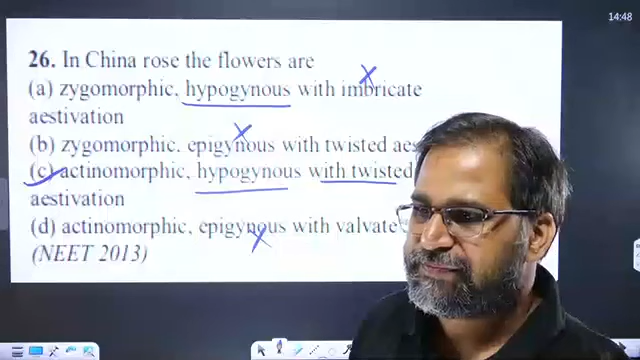 14:48
26. In China rose the flowers are
(a) zygomorphic, hypogynous with imbricate
aestivation
(b) zygomorphic, epigynous with twisted aes
(c) actinomorphic, hypogynous with twisted
aestivation
(d) actinomorphic, epigynous with valvate
(NEET 2013)